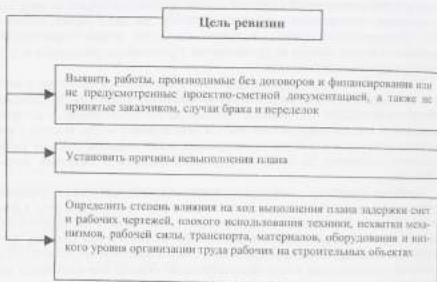 Цель ревизии
Выявить работы, производимые без договоров и финансирования или
не предусмотренные проектно-сметной документацией, а также не
принятые заказчиком, случаи брака и переделок
Установить причины невыполнения плана
Определить степень влияния на ход выполнения плана задержки смет
и рабочих чертежей, плохого использования техники, нехватки меха-
низмов, рабочей силы, транспорта, материалов, оборудования и низ-
кого уровня организации труда рабочих на строительных объектах